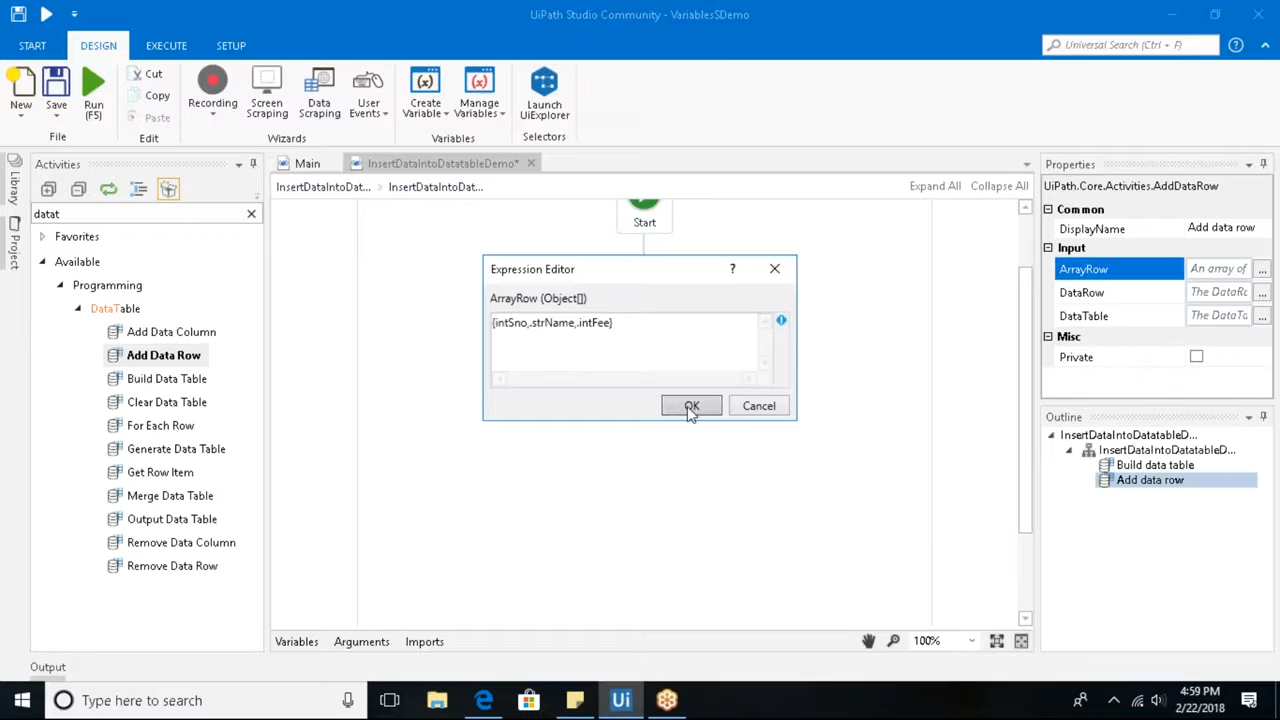 UiPath Studio Community - VariablesSDemo
START
DESIGN
EXECUTE
SETUP
Universal Search (Ctrl + F)
New
Save
Run
(F5)
Cut
Copy
Paste
Recording
Screen
Scraping
Data
Scraping
User
Events
Create
Variable
Manage
Variables
Launch
UiExplorer
File
Edit
Wizards
Variables
Selectors
Library
Project
Activities
datat
Favorites
Available
Programming
DataTable
Add Data Column
Add Data Row
Build Data Table
Clear Data Table
For Each Row
Generate Data Table
Get Row Item
Merge Data Table
Output Data Table
Remove Data Column
Remove Data Row
Main
InsertDataIntoDatatableDemo*
InsertDataIntoDat...
InsertDataIntoDat...
Expand All
Collapse All
Start
Expression Editor
?
ArrayRow (Object[])
{intSno,.strName,.intFee}
OK
Cancel
Variables
Arguments
Imports
100%
Properties
UiPath.Core.Activities.AddDataRow
Common
DisplayName
Add data row
Input
ArrayRow
An array of
...
DataRow
The DataRo
...
DataTable
The DataTa
...
Misc
Private
Outline
InsertDataIntoDatatableD...
InsertDataIntoDatatableD...
Build data table
Add data row
Output
Type here to search
Ui
4:59 PM
2/22/2018